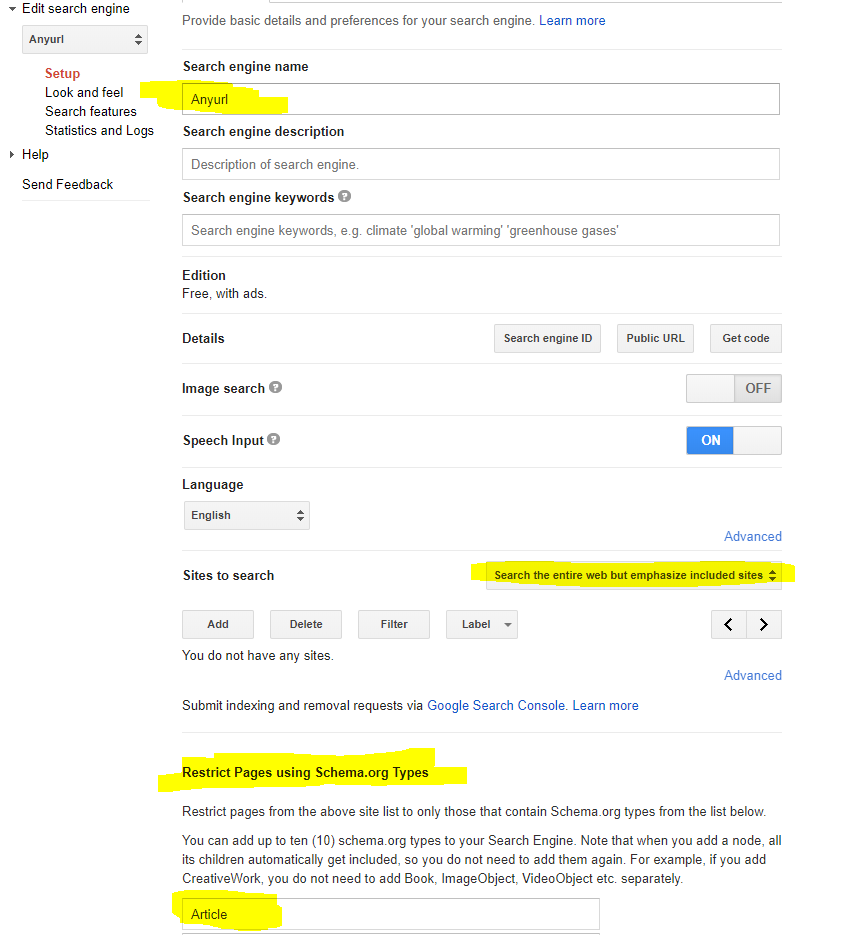 Edit search engine
Anyurl
Setup
Look and feel
Search features
Statistics and Logs
Help
Send Feedback
Provide basic details and preferences for your search engine. Learn more
Search engine name
Anyurl
Search engine description
Description of search engine.
Search engine keywords
Search engine keywords, e.g. climate 'global warming' 'greenhouse gases'
Edition
Free, with ads.
Details Search engine ID Public URL Get code
Image search OFF
Speech Input ON
Language
English
Advanced
Sites to search Search the entire web but emphasize included sites
Add Delete Filter Label
You do not have any sites.
Advanced
Submit indexing and removal requests via Google Search Console. Learn more
Restrict Pages using Schema.org Types
Restrict pages from the above site list to only those that contain Schema.org types from the list below.
You can add up to ten (10) schema.org types to your Search Engine. Note that when you add a node, all
its children automatically get included, so you do not need to add them again. For example, if you add
CreativeWork, you do not need to add Book, ImageObject, VideoObject etc. separately.
Article